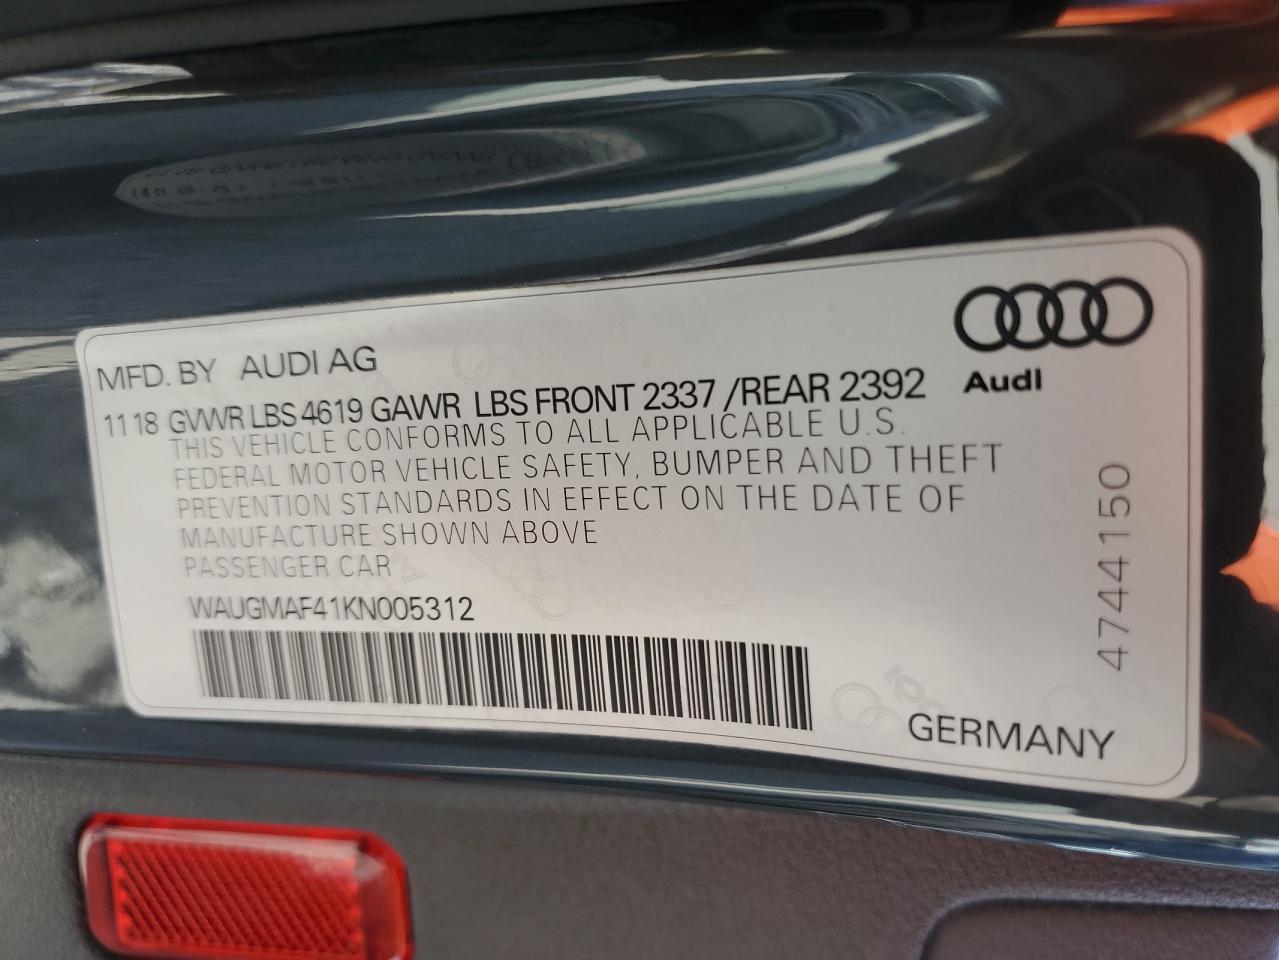 MFD. BY AUDI AG
Audi
11 18 GVWR LBS 4619 GAWR LBS FRONT 2337 /REAR 2392
THIS VEHICLE CONFORMS TO ALL APPLICABLE U.S.
FEDERAL MOTOR VEHICLE SAFETY, BUMPER AND THEFT
PREVENTION STANDARDS IN EFFECT ON THE DATE OF
MANUFACTURE SHOWN ABOVE
PASSENGER CAR
WAUGMAF41KN005312
GERMANY
4744150